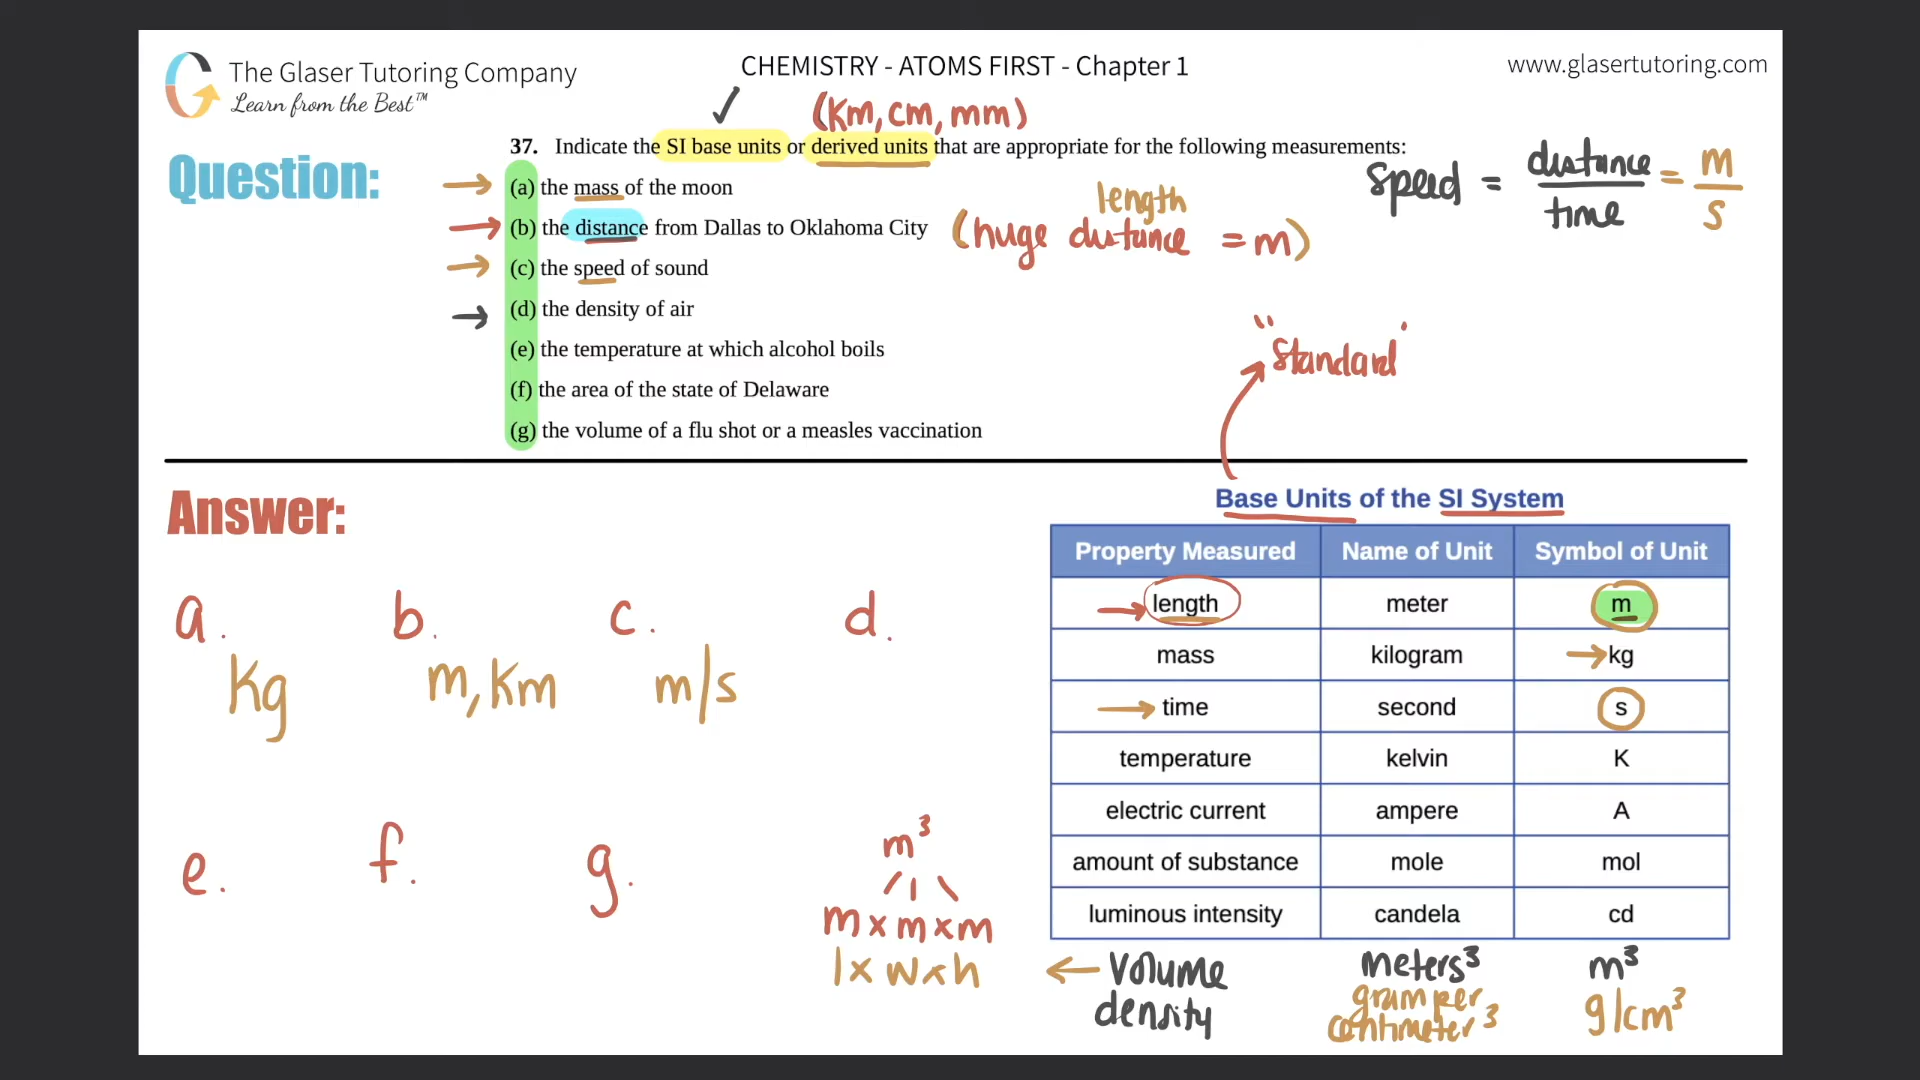 The Glaser Tutoring Company
Learn from the Best™
CHEMISTRY - ATOMS FIRST - Chapter 1
www.glasertutoring.com
(km, cm, mm)
Question:
37. Indicate the SI base units or derived units that are appropriate for the following measurements:
(a) the mass of the moon
(b) the distance from Dallas to Oklahoma City
(c) the speed of sound
(d) the density of air
(e) the temperature at which alcohol boils
(f) the area of the state of Delaware
(g) the volume of a flu shot or a measles vaccination
length
(huge distance = m)
speed = distance / time = m / s
"Standard"
Answer:
a.
kg
b.
m, km
c.
m/s
d.
e.
f.
g.
m³
m x m x m
l x w x h
Base Units of the SI System
Property Measured Name of Unit Symbol of Unit
length meter m
mass kilogram kg
time second s
temperature kelvin K
electric current ampere A
amount of substance mole mol
luminous intensity candela cd
volume meters³ m³
density gram per centimeter³ g/cm³